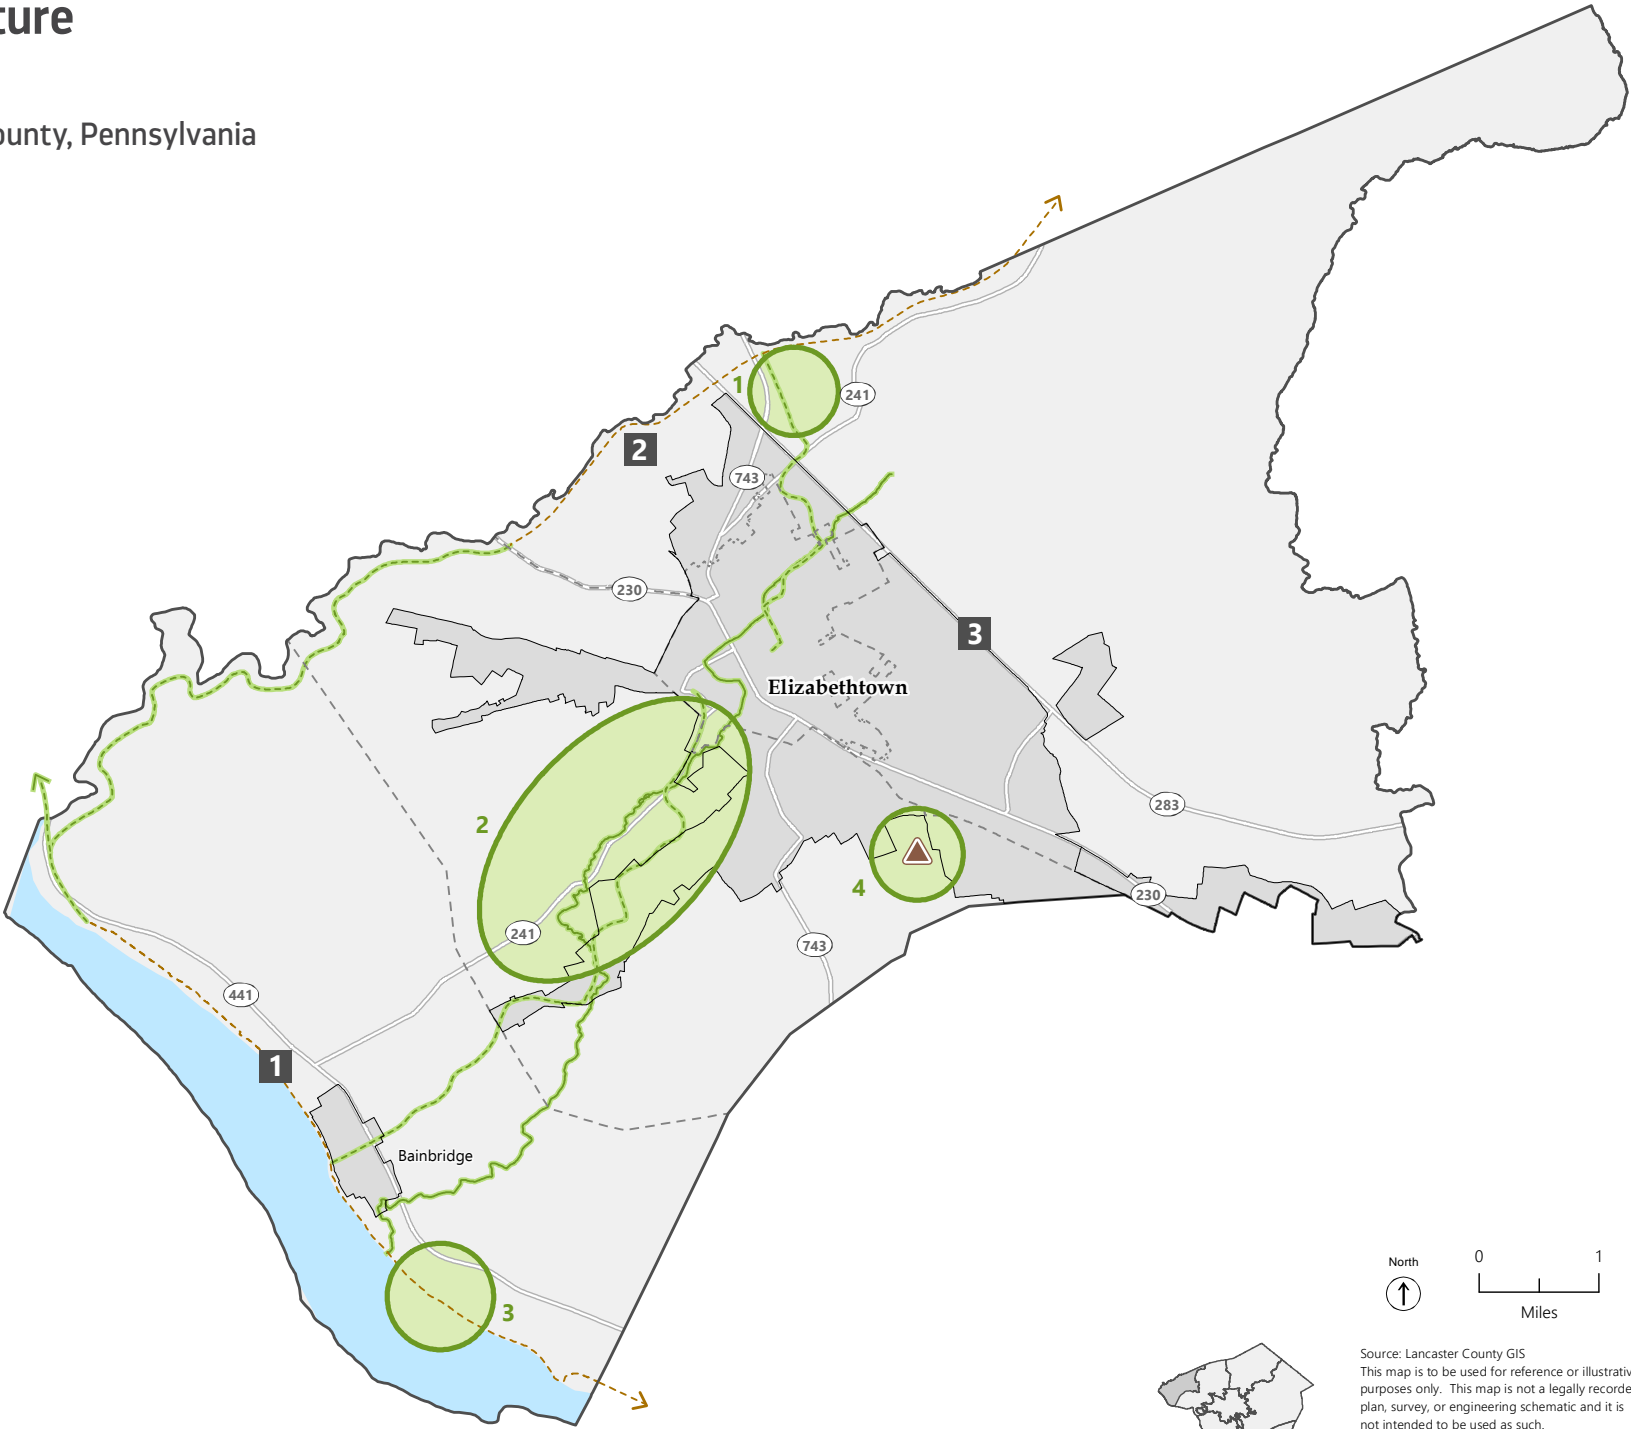 ture
ounty, Pennsylvania
1
241
2
743
230
3
Elizabethtown
2
283
4
230
241
743
441
1
Bainbridge
3
North
0 1
Miles
Source: Lancaster County GIS
This map is to be used for reference or illustrativ
purposes only. This map is not a legally recorde
plan, survey, or engineering schematic and it is
not intended to be used as such.